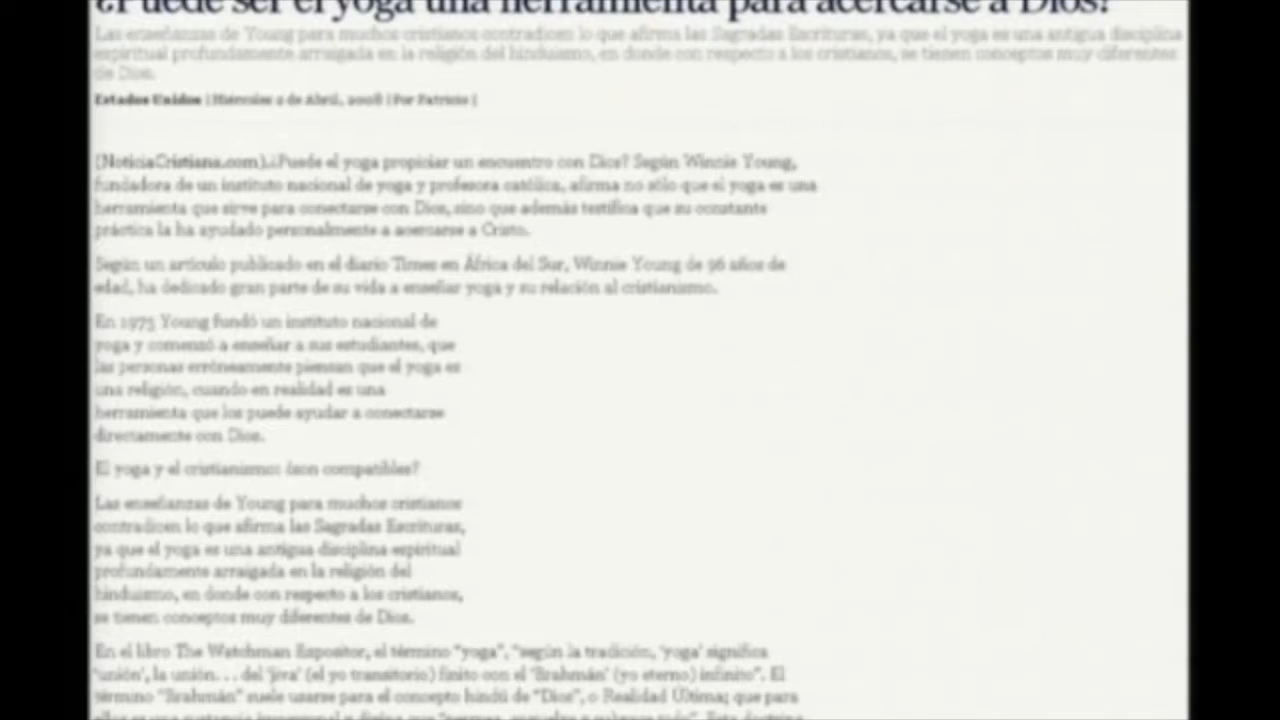 ¿Puede ser el yoga una herramienta para acercarse a Dios?
Las enseñanzas de Young para muchos cristianos contradicen lo que afirma las Sagradas Escrituras, ya que el yoga es una antigua disciplina
espiritual profundamente arraigada en la religión del hinduismo, en donde con respecto a los cristianos, se tienen conceptos muy diferentes
de Dios.
Estados Unidos | Miércoles 2 de Abril, 2008 | Por Patricio |
(NoticiaCristiana.com).¿Puede el yoga propiciar un encuentro con Dios? Según Winnie Young,
fundadora de un instituto nacional de yoga y profesora católica, afirma no sólo que el yoga es una
herramienta que sirve para conectarse con Dios, sino que además testifica que su constante
práctica la ha ayudado personalmente a acercarse a Cristo.
Según un artículo publicado en el diario Times en África del Sur, Winnie Young de 96 años de
edad, ha dedicado gran parte de su vida a enseñar yoga y su relación al cristianismo.
En 1973 Young fundó un instituto nacional de
yoga y comenzó a enseñar a sus estudiantes, que
las personas erróneamente piensan que el yoga es
una religión, cuando en realidad es una
herramienta que los puede ayudar a conectarse
directamente con Dios.
El yoga y el cristianismo: ¿son compatibles?
Las enseñanzas de Young para muchos cristianos
contradicen lo que afirma las Sagradas Escrituras,
ya que el yoga es una antigua disciplina espiritual
profundamente arraigada en la religión del
hinduismo, en donde con respecto a los cristianos,
se tienen conceptos muy diferentes de Dios.
En el libro The Watchman Expositor, el término "yoga", "según la tradición, 'yoga' significa
'unión', la unión. . . del 'jiva' (el yo transitorio) finito con el 'Brahmán' (yo eterno) infinito". El
término "Brahmán" suele usarse para el concepto hindú de "Dios", o Realidad Última; que para